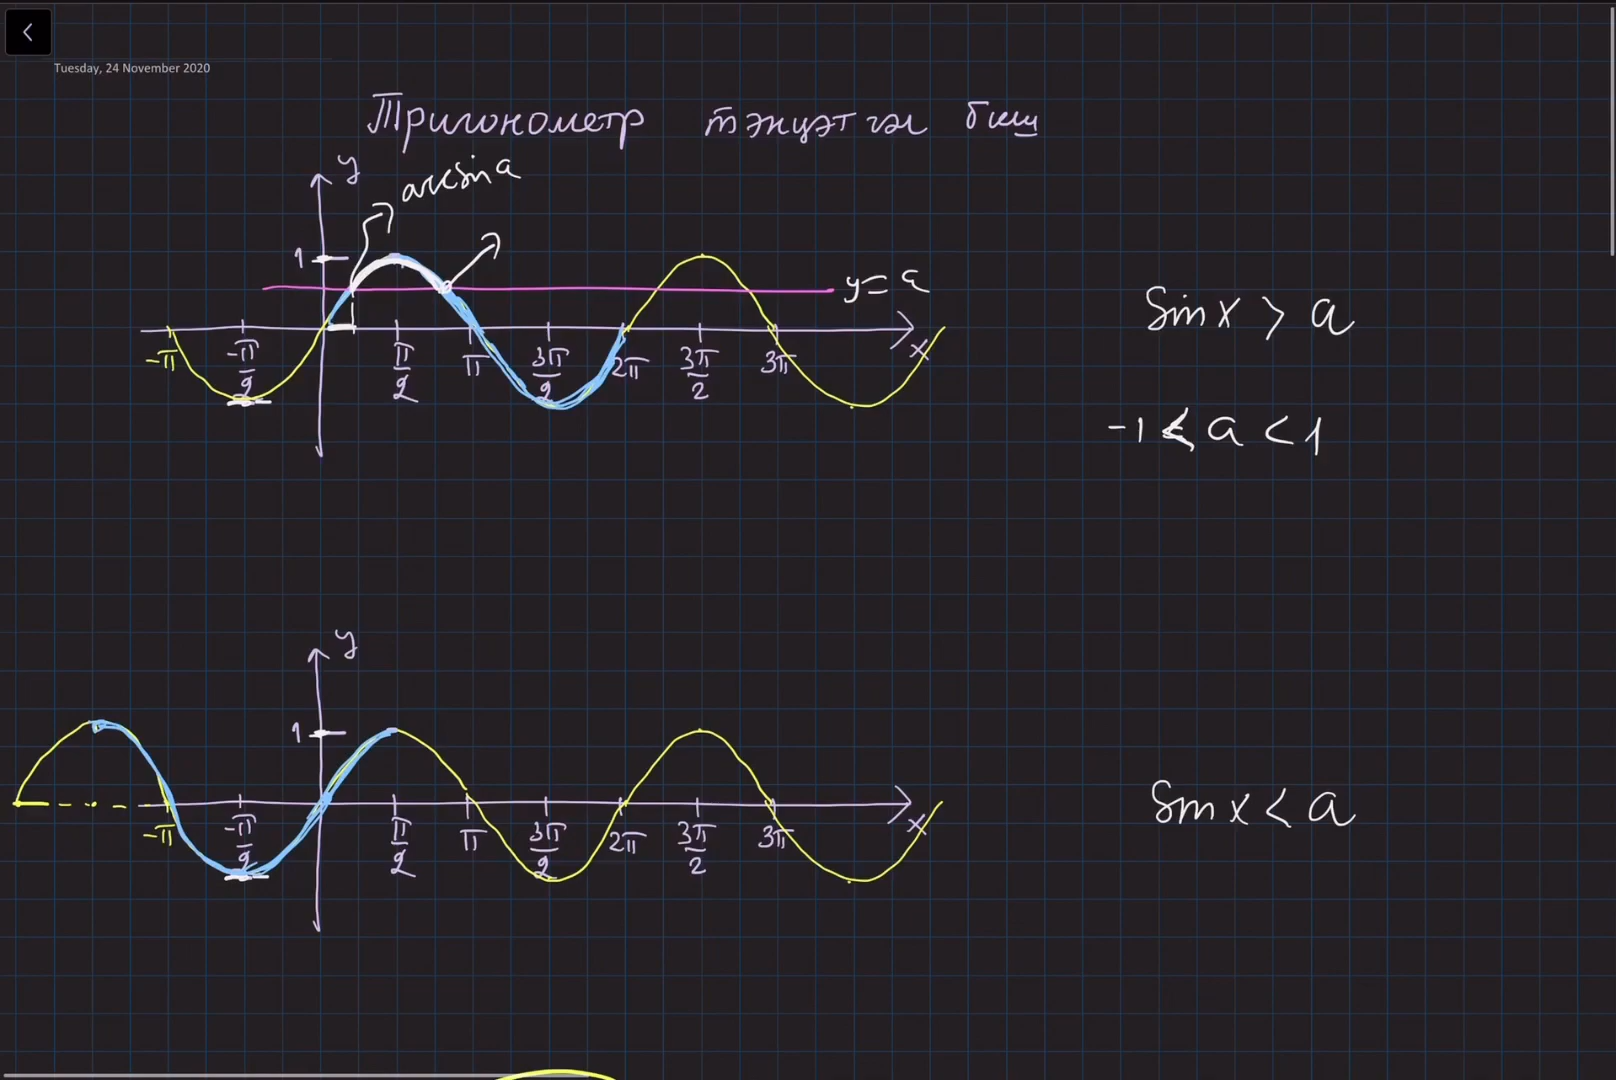 Tuesday, 24 November 2020
Тригонометр тэнцэтгэл биш
y
arcsin a
1
y = a
sin x > a
-π
-π/2
π/2
π
3π/2
2π
3π/2
3π
x
-1 < a < 1
y
1
sin x < a
-π
-π/2
π/2
π
3π/2
2π
3π/2
3π
x